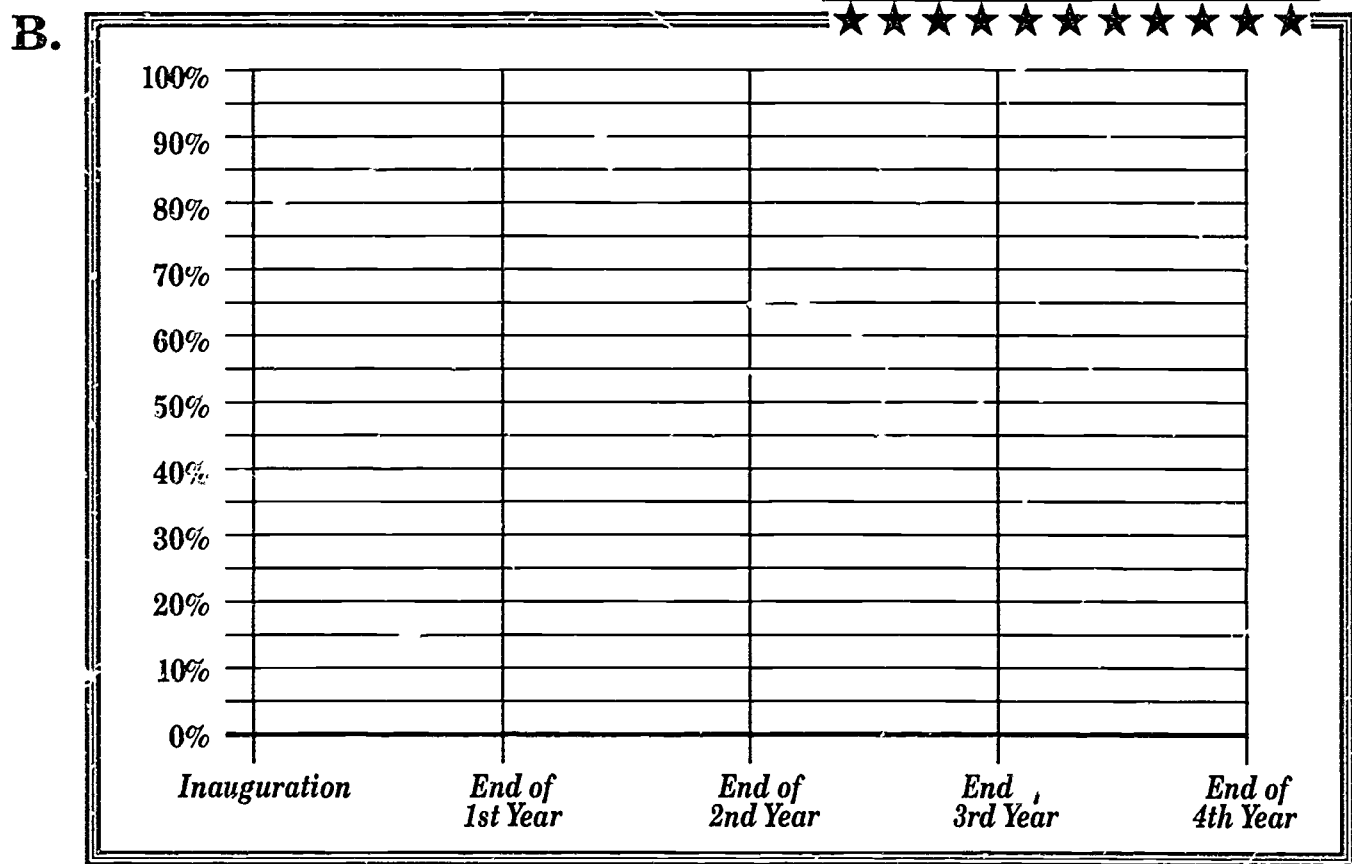 B.
100%
90%
80%
70%
60%
50%
40%
30%
20%
10%
0%
Inauguration
End of
1st Year
End of
2nd Year
End
3rd Year
End of
4th Year